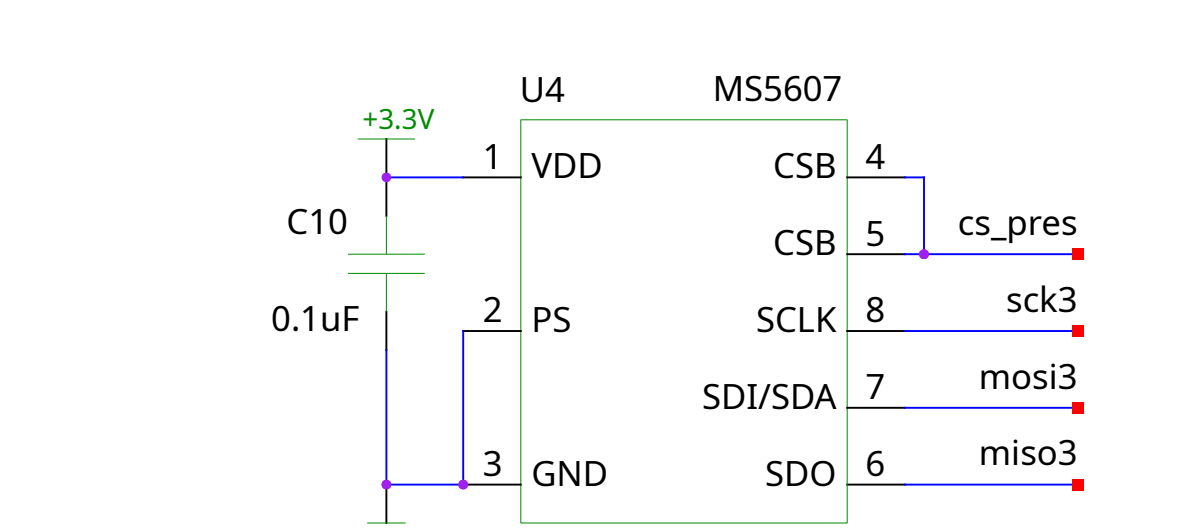 U4 MS5607
+3.3V
1 VDD CSB 4
C10
CSB 5 cs_pres
0.1uF
2 PS SCLK 8 sck3
SDI/SDA 7 mosi3
3 GND SDO 6 miso3